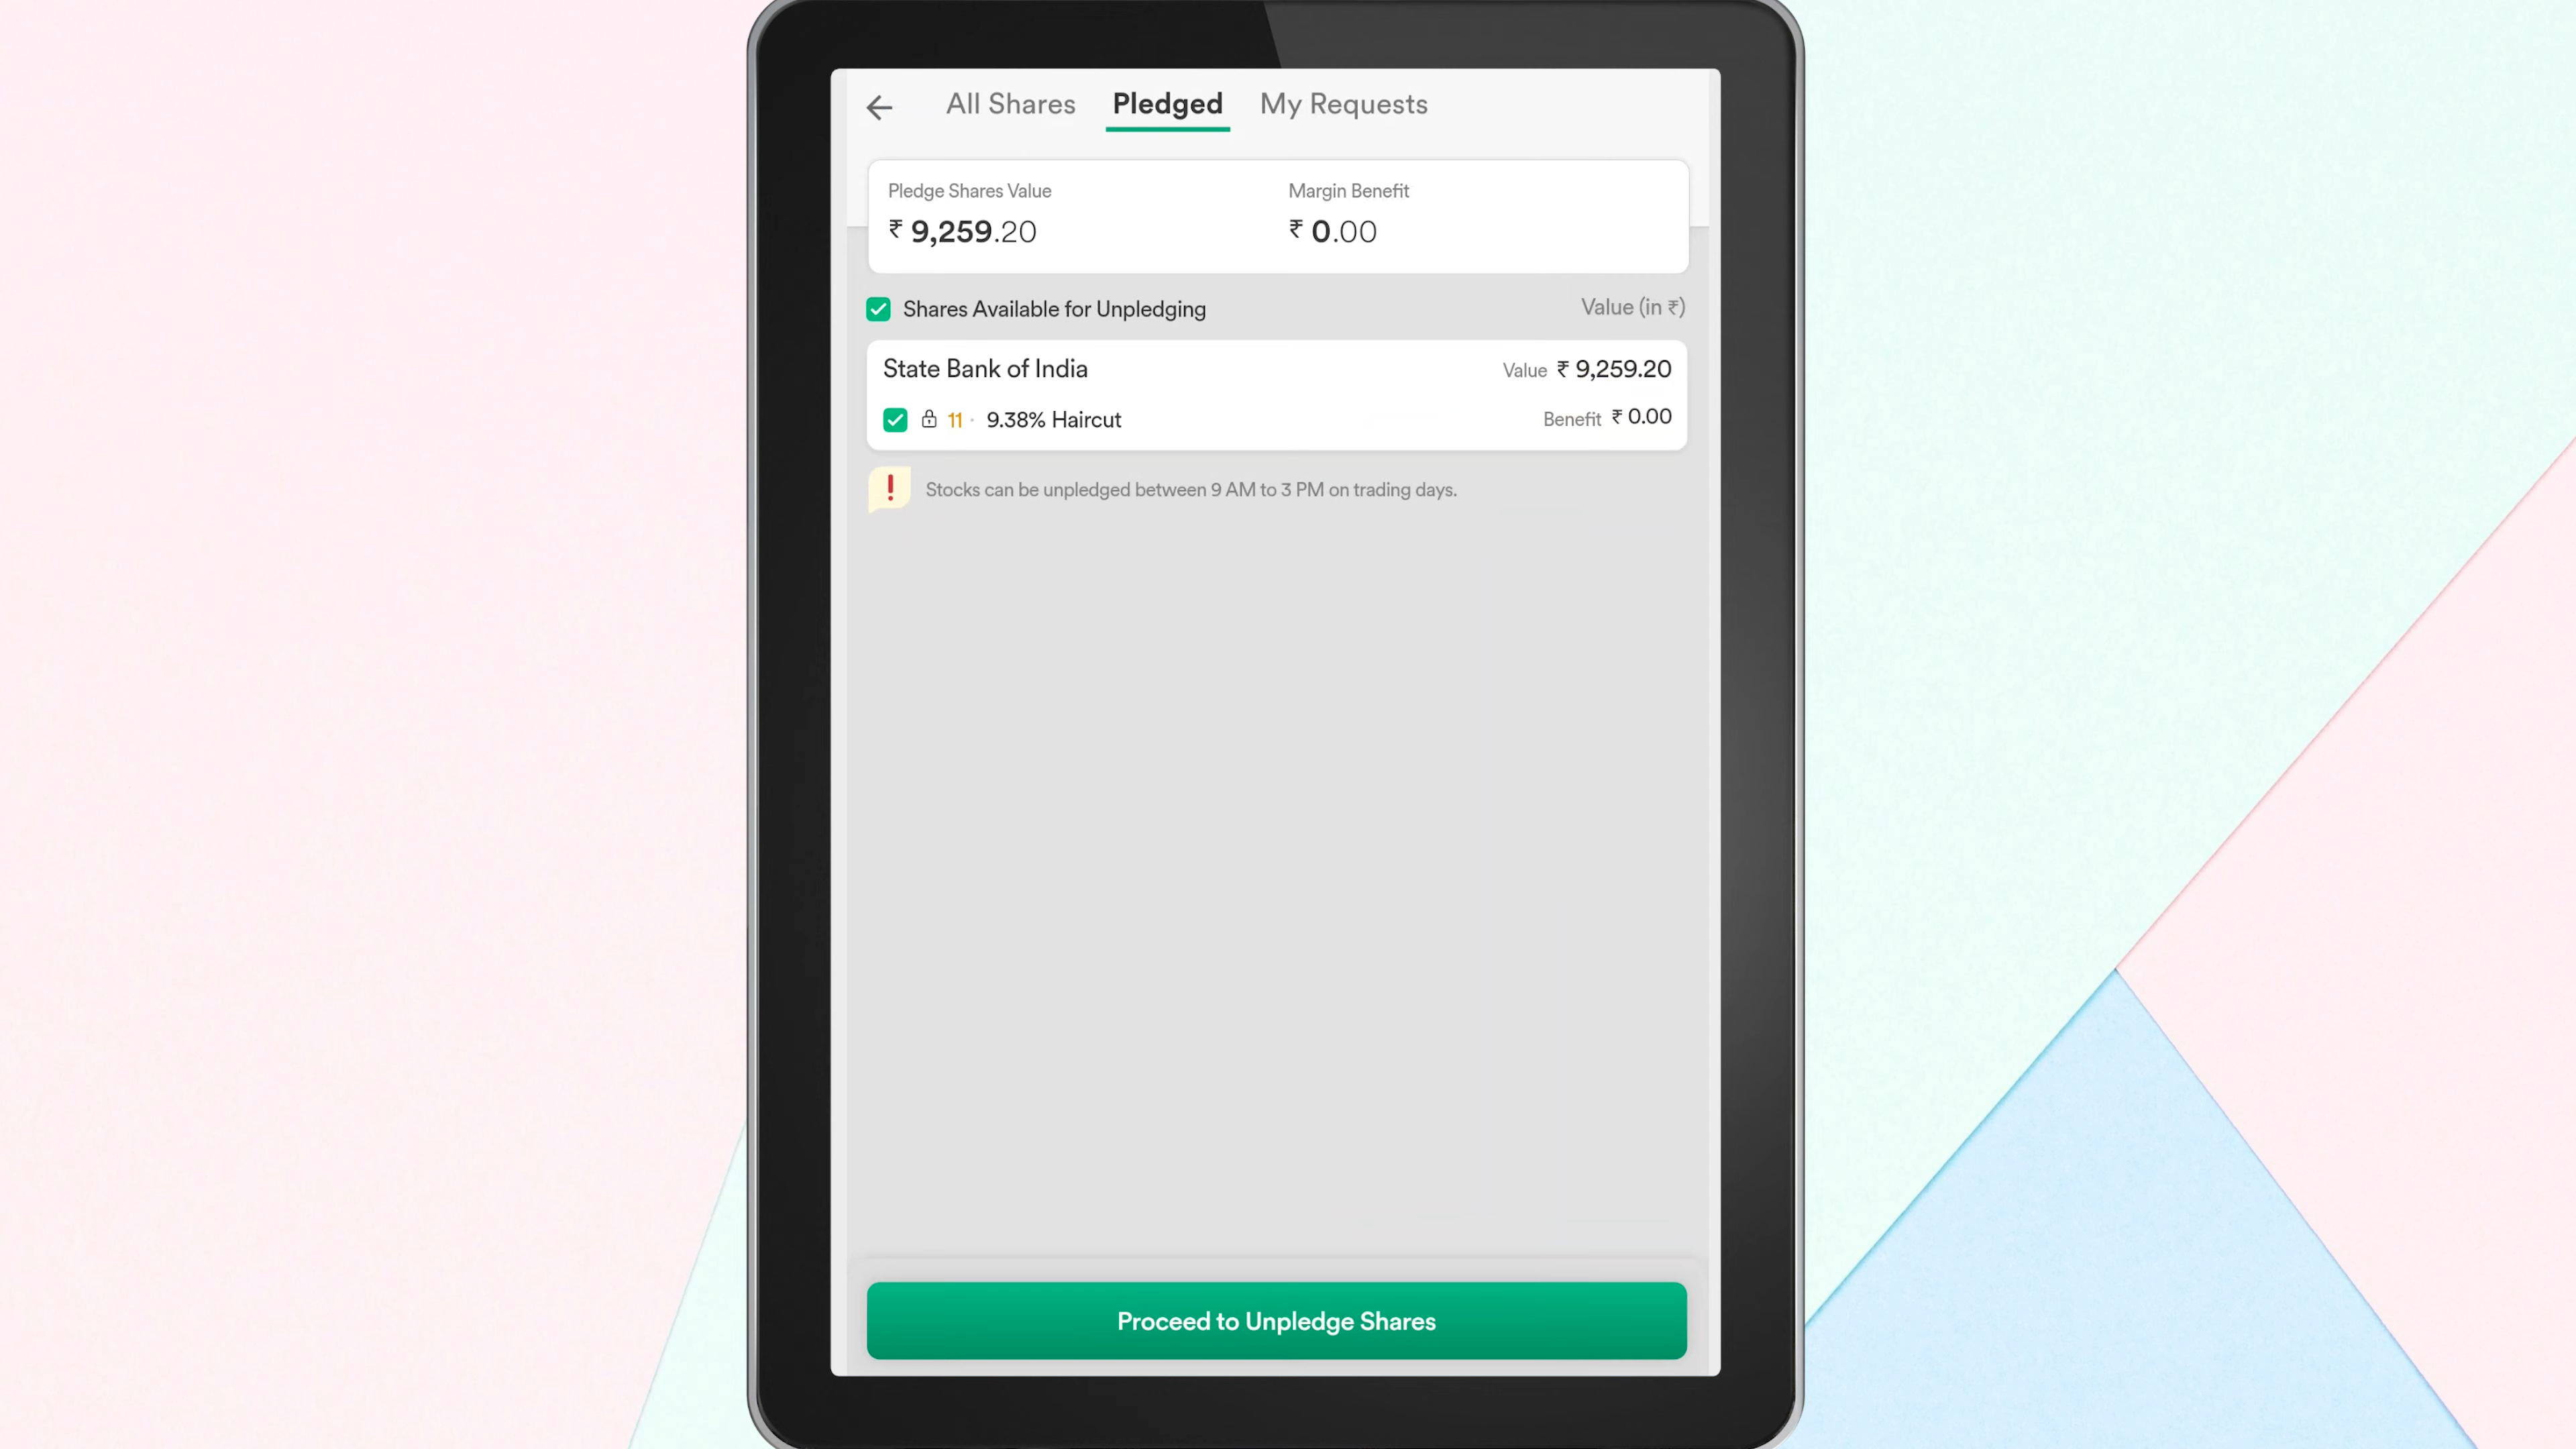 All Shares Pledged My Requests
Pledge Shares Value Margin Benefit
₹ 9,259.20 ₹ 0.00
Shares Available for Unpledging Value (in ₹)
State Bank of India Value ₹ 9,259.20
11 · 9.38% Haircut Benefit ₹ 0.00
! Stocks can be unpledged between 9 AM to 3 PM on trading days.
Proceed to Unpledge Shares